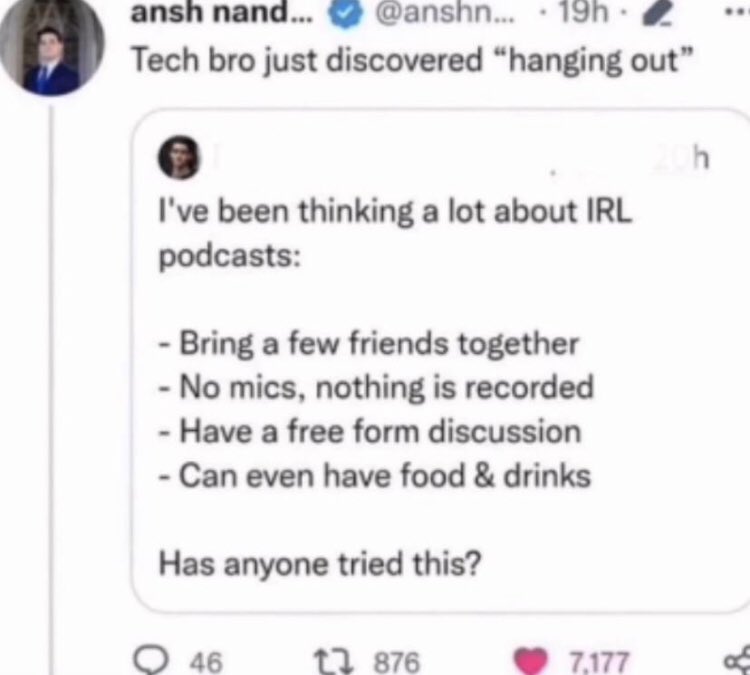 ansh nand... @anshn... · 19h ·
Tech bro just discovered “hanging out”
h
I've been thinking a lot about IRL
podcasts:
- Bring a few friends together
- No mics, nothing is recorded
- Have a free form discussion
- Can even have food & drinks
Has anyone tried this?
46 876 7,177